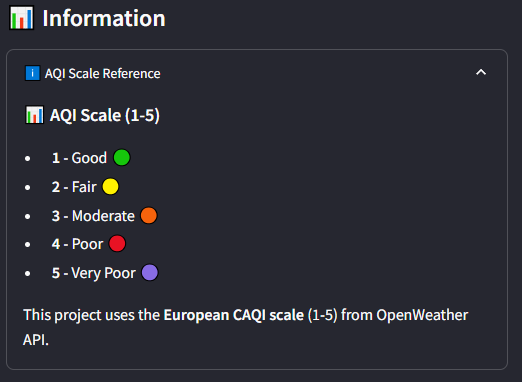 Information
AQI Scale Reference
AQI Scale (1-5)
1 - Good
2 - Fair
3 - Moderate
4 - Poor
5 - Very Poor
This project uses the European CAQI scale (1-5) from OpenWeather
API.